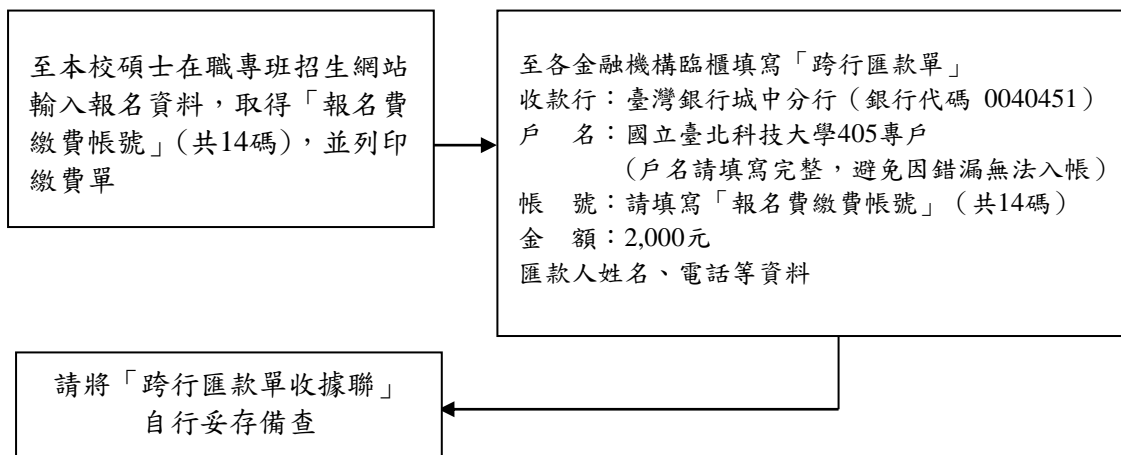 至本校碩士在職專班招生網站
輸入報名資料，取得「報名費
繳費帳號」（共14碼），並列印
繳費單
至各金融機構臨櫃填寫「跨行匯款單」
收款行：臺灣銀行城中分行（銀行代碼 0040451）
戶　名：國立臺北科技大學405專戶
（戶名請填寫完整，避免因錯漏無法入帳）
帳　號：請填寫「報名費繳費帳號」（共14碼）
金　額：2,000元
匯款人姓名、電話等資料
請將「跨行匯款單收據聯」
自行妥存備查